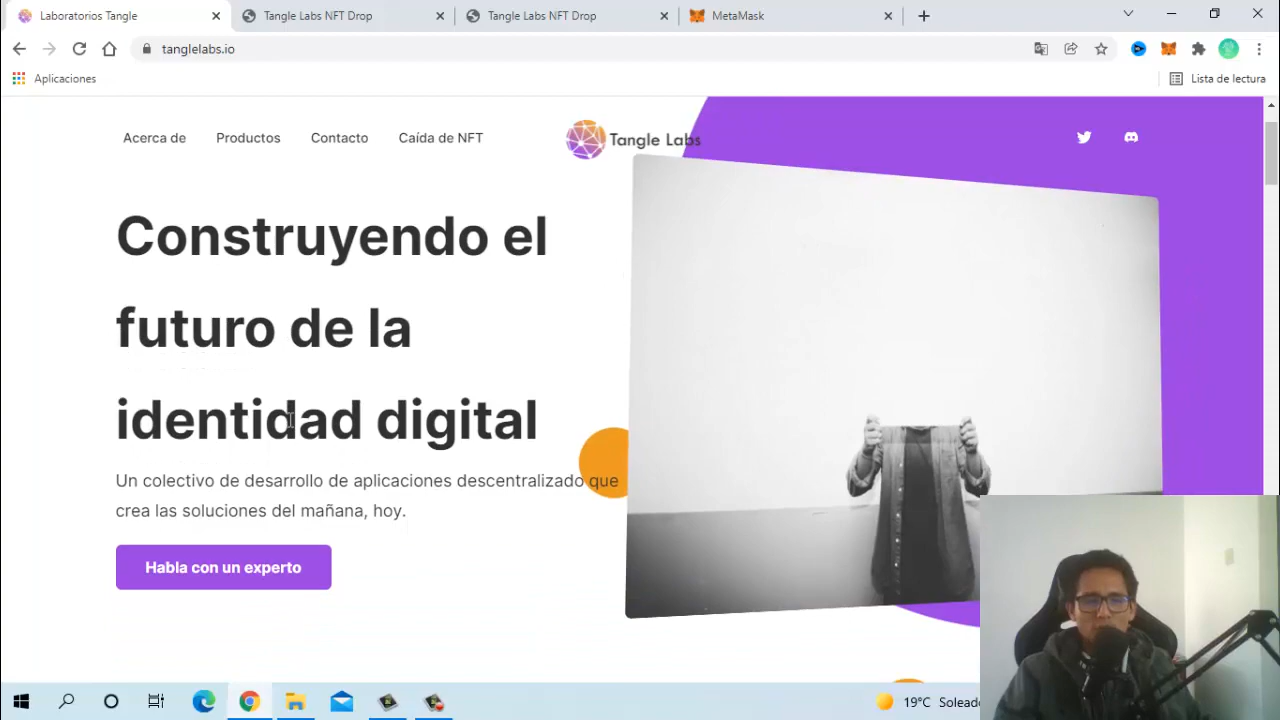 Laboratorios Tangle
Tangle Labs NFT Drop
Tangle Labs NFT Drop
MetaMask
tanglelabs.io
Aplicaciones
Lista de lectura
Acerca de
Productos
Contacto
Caída de NFT
Tangle Labs
Construyendo el
futuro de la
identidad digital
Un colectivo de desarrollo de aplicaciones descentralizado que
crea las soluciones del mañana, hoy.
Habla con un experto
19°C Soleado